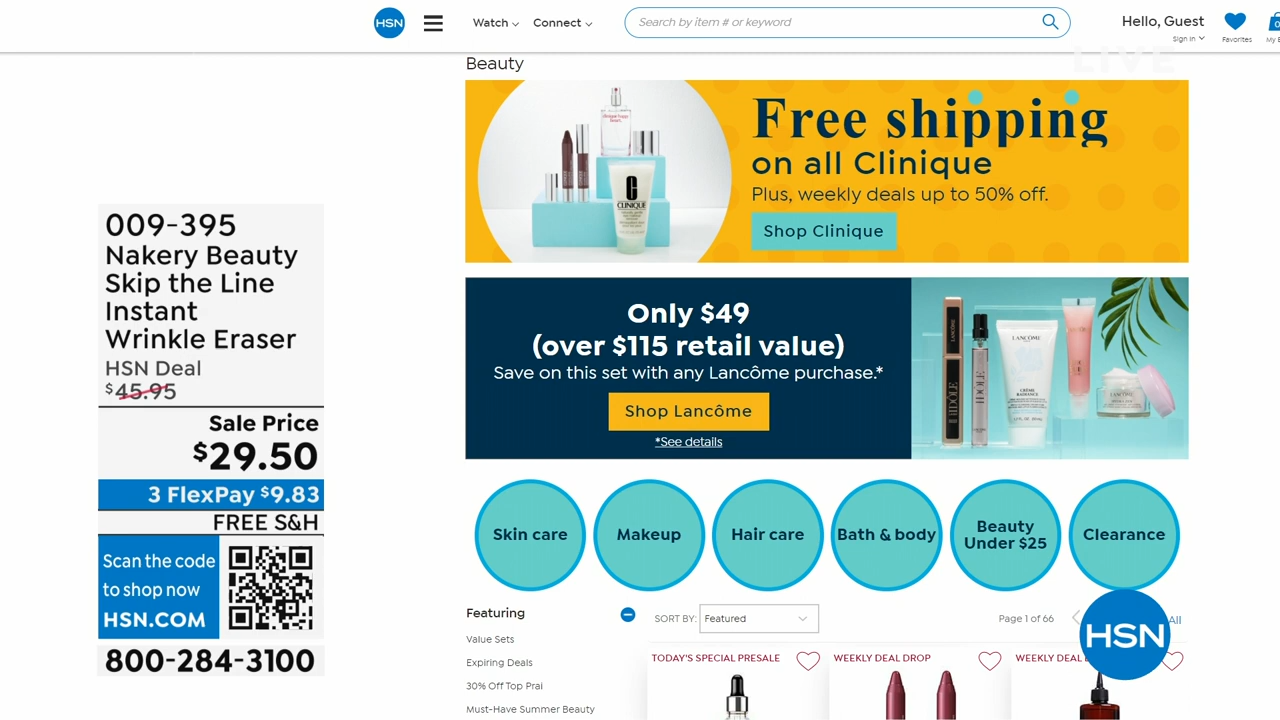 HSN
Watch
Connect
Search by item # or keyword
Hello, Guest
Sign In
Favorites
LIVE
Beauty
Free shipping
on all Clinique
Plus, weekly deals up to 50% off.
Shop Clinique
CLINIQUE
009-395
Nakery Beauty
Skip the Line
Instant
Wrinkle Eraser
HSN Deal
$45.95
Sale Price
$29.50
3 FlexPay $9.83
FREE S&H
Scan the code
to shop now
HSN.COM
800-284-3100
Only $49
(over $115 retail value)
Save on this set with any Lancôme purchase.*
Shop Lancôme
*See details
LANCÔME
IDÔLE
Skin care
Makeup
Hair care
Bath & body
Beauty
Under $25
Clearance
Featuring
Value Sets
Expiring Deals
30% Off Top Prai
Must-Have Summer Beauty
SORT BY: Featured
Page 1 of 66
All
HSN
TODAY'S SPECIAL PRESALE
WEEKLY DEAL DROP
WEEKLY DEAL